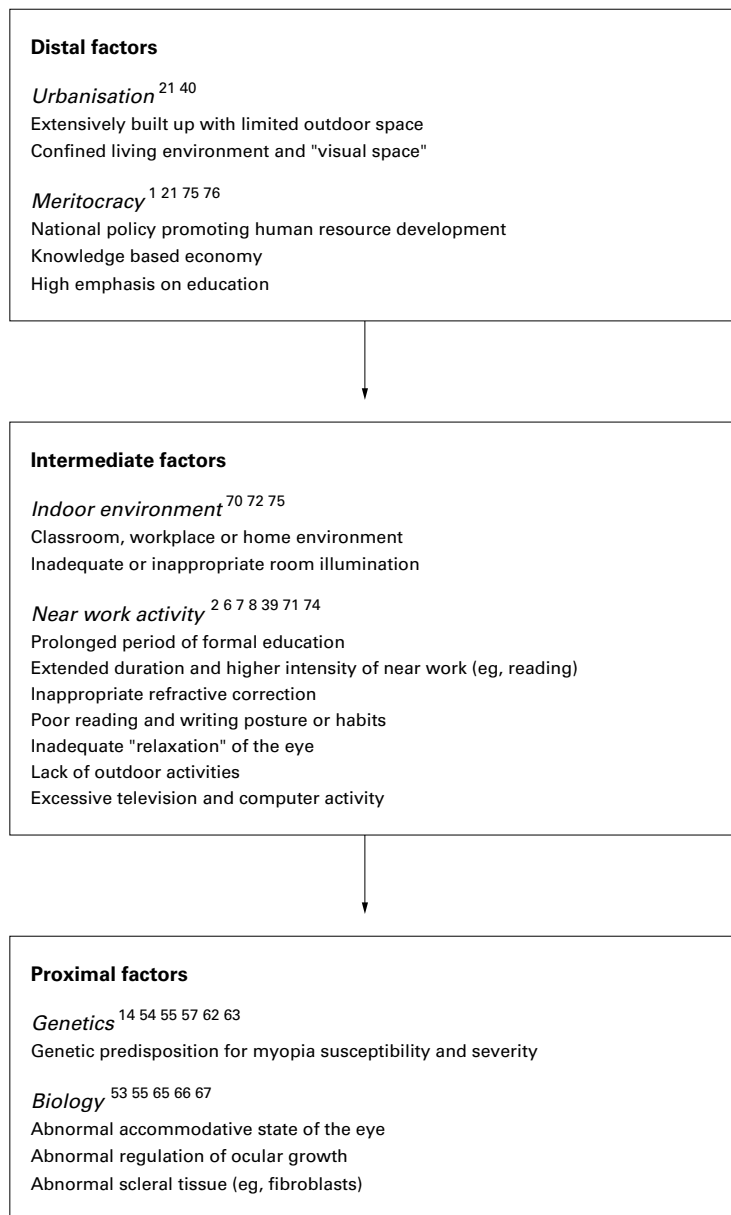 Distal factors
Urbanisation 21 40
Extensively built up with limited outdoor space
Confined living environment and "visual space"
Meritocracy 1 21 75 76
National policy promoting human resource development
Knowledge based economy
High emphasis on education
Intermediate factors
Indoor environment 70 72 75
Classroom, workplace or home environment
Inadequate or inappropriate room illumination
Near work activity 2 6 7 8 39 71 74
Prolonged period of formal education
Extended duration and higher intensity of near work (eg, reading)
Inappropriate refractive correction
Poor reading and writing posture or habits
Inadequate "relaxation" of the eye
Lack of outdoor activities
Excessive television and computer activity
Proximal factors
Genetics 14 54 55 57 62 63
Genetic predisposition for myopia susceptibility and severity
Biology 53 55 65 66 67
Abnormal accommodative state of the eye
Abnormal regulation of ocular growth
Abnormal scleral tissue (eg, fibroblasts)